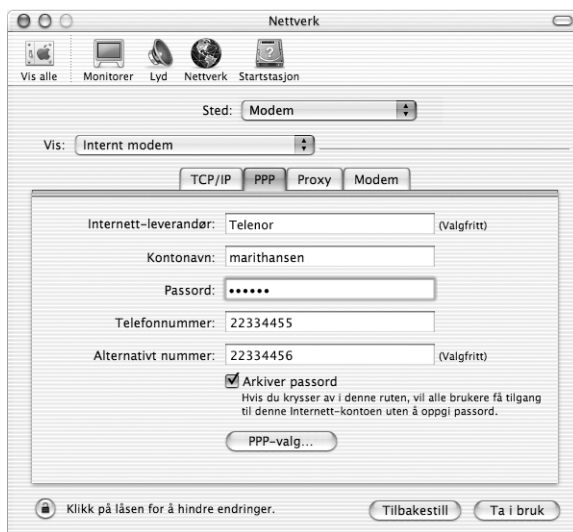 Nettverk
Vis alle Monitorer Lyd Nettverk Startstasjon
Sted: Modem
Vis: Internt modem
TCP/IP PPP Proxy Modem
Internett-leverandør: Telenor (Valgfritt)
Kontonavn: marithansen
Passord: ••••••
Telefonnummer: 22334455
Alternativt nummer: 22334456 (Valgfritt)
Arkiver passord
Hvis du krysser av i denne ruten, vil alle brukere få tilgang
til denne Internett-kontoen uten å oppgi passord.
PPP-valg...
Klikk på låsen for å hindre endringer. Tilbakestill Ta i bruk